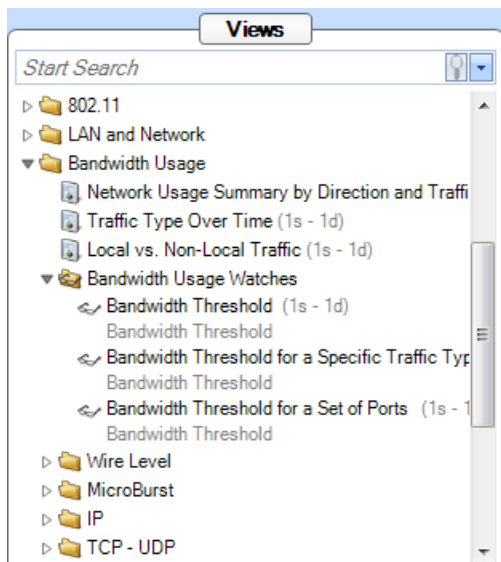 Views
Start Search
802.11
LAN and Network
Bandwidth Usage
Network Usage Summary by Direction and Traffi
Traffic Type Over Time (1s - 1d)
Local vs. Non-Local Traffic (1s - 1d)
Bandwidth Usage Watches
Bandwidth Threshold (1s - 1d)
Bandwidth Threshold
Bandwidth Threshold for a Specific Traffic Typ
Bandwidth Threshold
Bandwidth Threshold for a Set of Ports (1s - 1
Bandwidth Threshold
Wire Level
MicroBurst
IP
TCP - UDP